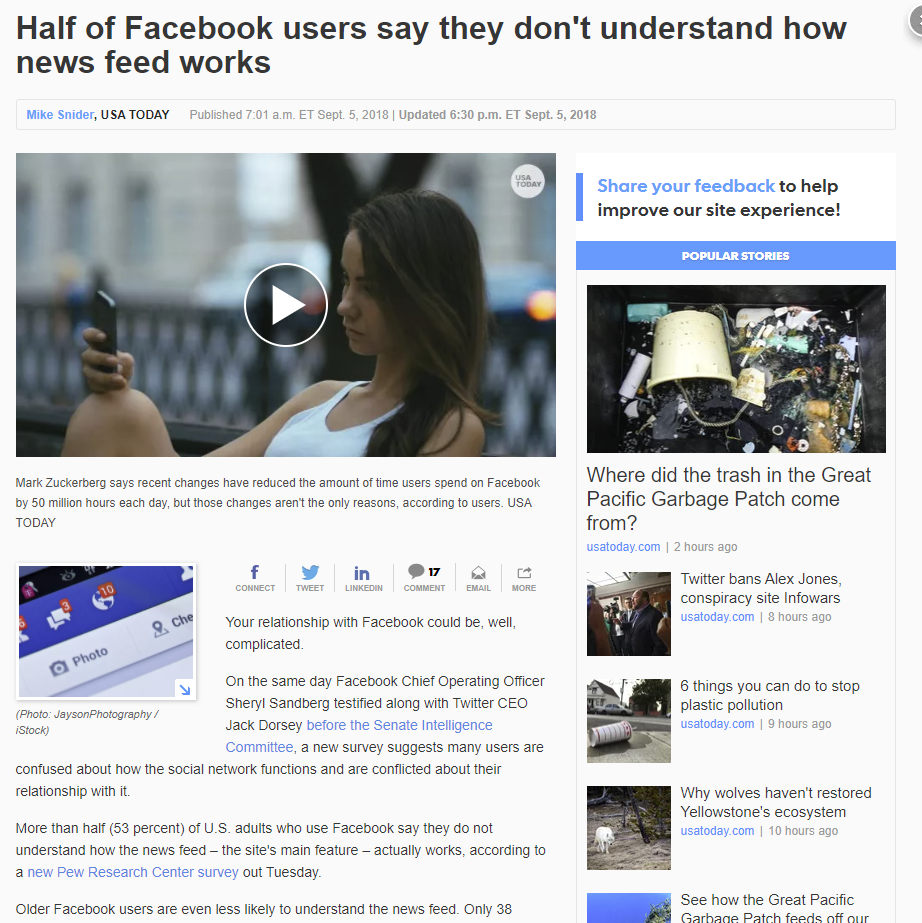 Half of Facebook users say they don't understand how
news feed works
Mike Snider, USA TODAY Published 7:01 a.m. ET Sept. 5, 2018 | Updated 6:30 p.m. ET Sept. 5, 2018
USA
TODAY
Mark Zuckerberg says recent changes have reduced the amount of time users spend on Facebook
by 50 million hours each day, but those changes aren't the only reasons, according to users. USA
TODAY
3
10
Photo
Che
(Photo: JaysonPhotography /
iStock)
CONNECT
TWEET
LINKEDIN
17
COMMENT
EMAIL
MORE
Your relationship with Facebook could be, well,
complicated.
On the same day Facebook Chief Operating Officer
Sheryl Sandberg testified along with Twitter CEO
Jack Dorsey before the Senate Intelligence
Committee, a new survey suggests many users are
confused about how the social network functions and are conflicted about their
relationship with it.
More than half (53 percent) of U.S. adults who use Facebook say they do not
understand how the news feed – the site's main feature – actually works, according to
a new Pew Research Center survey out Tuesday.
Older Facebook users are even less likely to understand the news feed. Only 38
Share your feedback to help
improve our site experience!
POPULAR STORIES
Where did the trash in the Great
Pacific Garbage Patch come
from?
usatoday.com | 2 hours ago
Twitter bans Alex Jones,
conspiracy site Infowars
usatoday.com | 8 hours ago
6 things you can do to stop
plastic pollution
usatoday.com | 9 hours ago
Why wolves haven't restored
Yellowstone's ecosystem
usatoday.com | 10 hours ago
See how the Great Pacific
Garbage Patch feeds off our